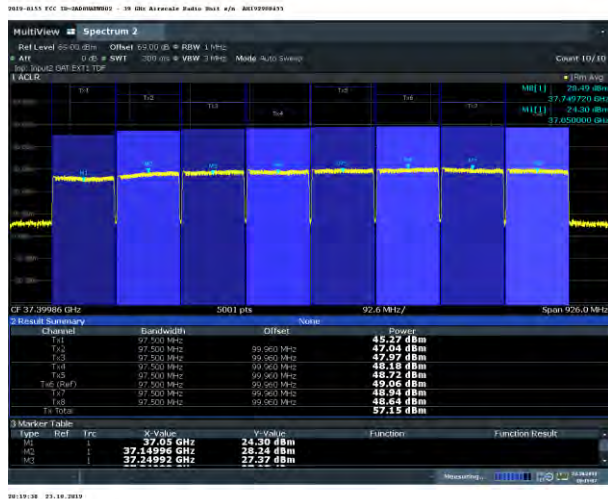 MultiView Spectrum 2
Ref Level 69.00 dBm Offset 69.00 dB RBW 1 MHz
Att 0 dB SWT 300 ms VBW 3 MHz Mode Auto Sweep Count 10/10
1 ACLR 1Rm Avg
M8[1] 28.49 dBm
37.749720 GHz
M1[1] 24.30 dBm
37.050000 GHz
Tx1 Tx2 Tx3 Tx4 Tx5 Tx6 Tx7
M1
CF 37.39986 GHz 5001 pts 92.6 MHz/ Span 926.0 MHz
2 Result Summary None
Channel Bandwidth Offset Power
Tx1 97.500 MHz 45.27 dBm
Tx2 97.500 MHz 99.960 MHz 47.04 dBm
Tx3 97.500 MHz 99.960 MHz 47.97 dBm
Tx4 97.500 MHz 99.960 MHz 48.18 dBm
Tx5 97.500 MHz 99.960 MHz 48.72 dBm
Tx6 (Ref) 97.500 MHz 99.960 MHz 49.06 dBm
Tx7 97.500 MHz 99.960 MHz 48.94 dBm
Tx8 97.500 MHz 99.960 MHz 48.64 dBm
Tx Total 57.15 dBm
3 Marker Table
Type Ref Trc X-Value Y-Value Function Function Result
M1 1 37.05 GHz 24.30 dBm
M2 1 37.14996 GHz 28.24 dBm
M3 1 37.24992 GHz 27.37 dBm
Measuring...
20:19:38 23.10.2019